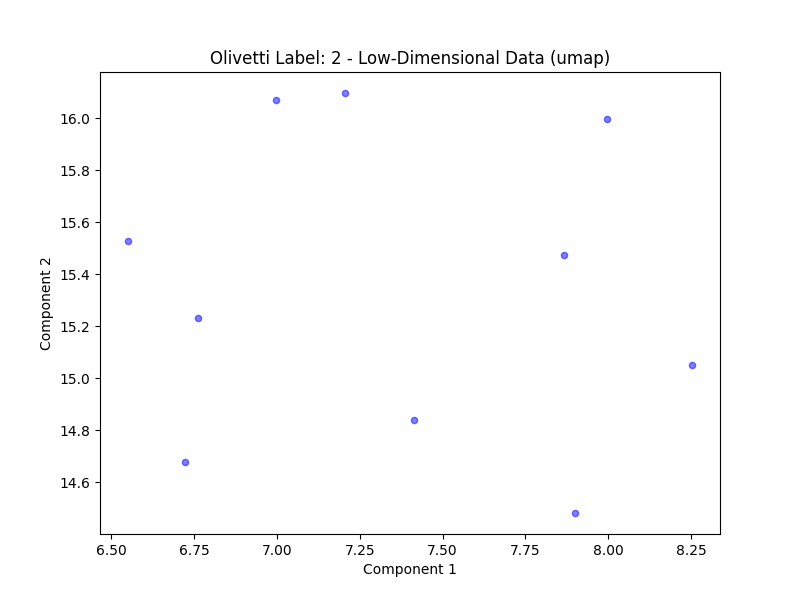 Olivetti Label: 2 - Low-Dimensional Data (umap)
16.0
15.8
15.6
15.4
15.2
15.0
14.8
14.6
Component 2
6.50 6.75 7.00 7.25 7.50 7.75 8.00 8.25
Component 1